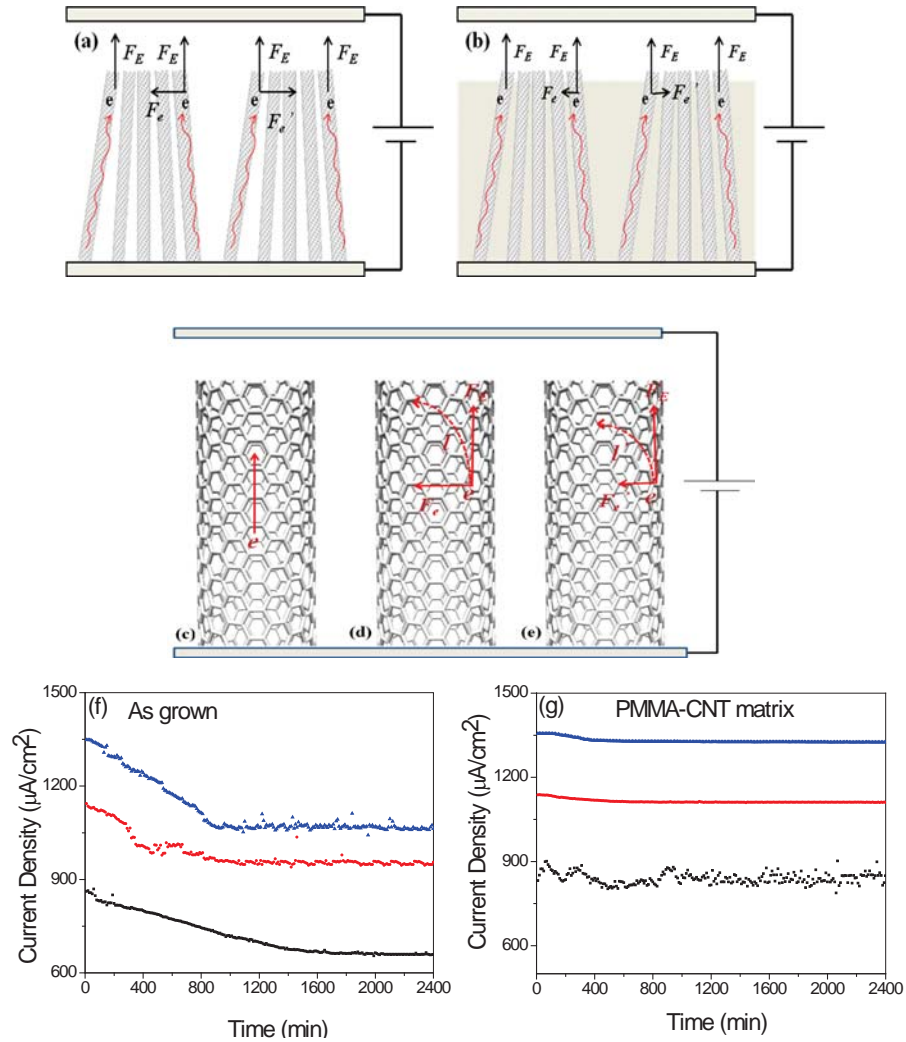 (a)
F_E F_E F_E F_E
e e e e
F_e F_e'
(b)
F_E F_E F_E F_E
e e e e
F_e F_e'
F_E F_E
l l
e F_e e F_e' e
(c) (d) (e)
(f) As grown
1500
1200
900
600
Current Density (µA/cm²)
0 400 800 1200 1600 2000 2400
Time (min)
(g) PMMA-CNT matrix
1500
1200
900
600
Current Density (µA/cm²)
0 400 800 1200 1600 2000 2400
Time (min)